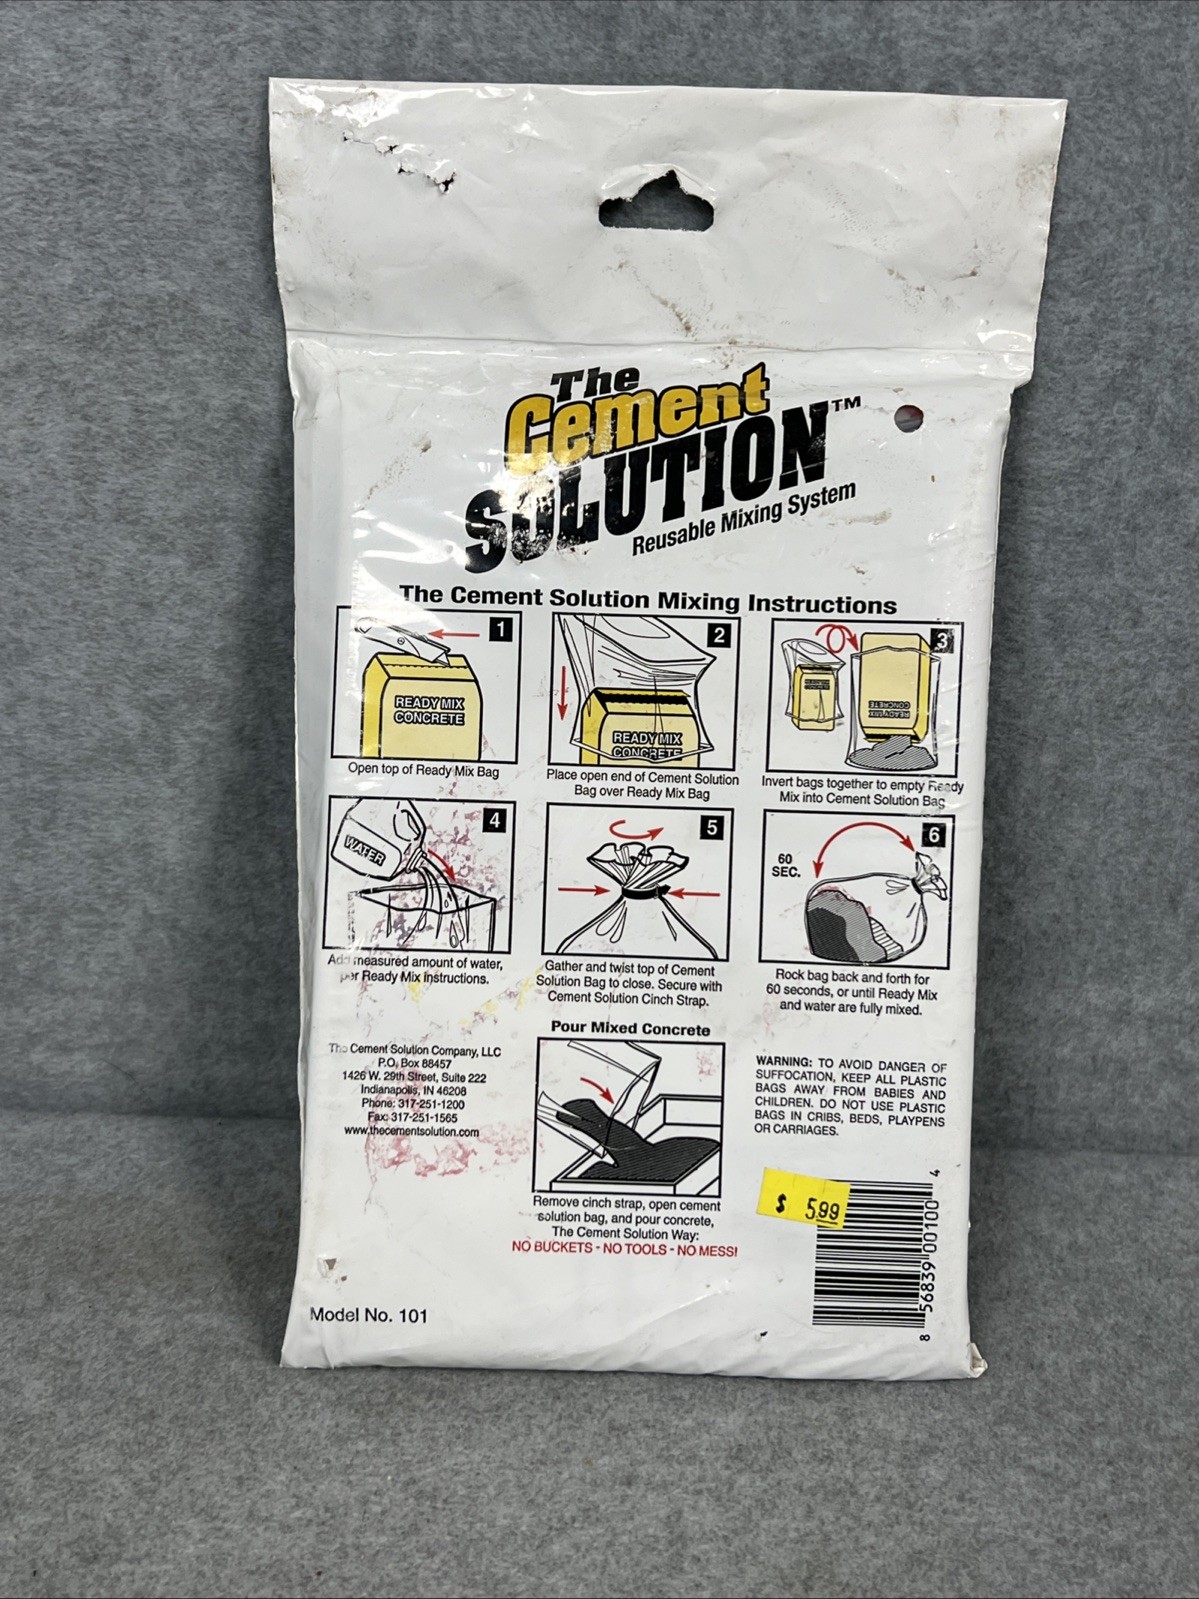 The
Cement
SOLUTION™
Reusable Mixing System
The Cement Solution Mixing Instructions
1
READY MIX
CONCRETE
Open top of Ready Mix Bag
2
READY MIX
CONCRETE
Place open end of Cement Solution
Bag over Ready Mix Bag
3
READY MIX
CONCRETE
READY MIX
CONCRETE
Invert bags together to empty Ready
Mix into Cement Solution Bag
4
WATER
Add measured amount of water,
per Ready Mix Instructions.
5
Gather and twist top of Cement
Solution Bag to close. Secure with
Cement Solution Cinch Strap.
6
60
SEC.
Rock bag back and forth for
60 seconds, or until Ready Mix
and water are fully mixed.
The Cement Solution Company, LLC
P.O. Box 88457
1426 W. 29th Street, Suite 222
Indianapolis, IN 46208
Phone: 317-251-1200
Fax: 317-251-1565
www.thecementsolution.com
Pour Mixed Concrete
Remove cinch strap, open cement
solution bag, and pour concrete,
The Cement Solution Way:
NO BUCKETS - NO TOOLS - NO MESS!
WARNING: TO AVOID DANGER OF
SUFFOCATION, KEEP ALL PLASTIC
BAGS AWAY FROM BABIES AND
CHILDREN. DO NOT USE PLASTIC
BAGS IN CRIBS, BEDS, PLAYPENS
OR CARRIAGES.
$ 5.99
8 56839 00100 4
Model No. 101